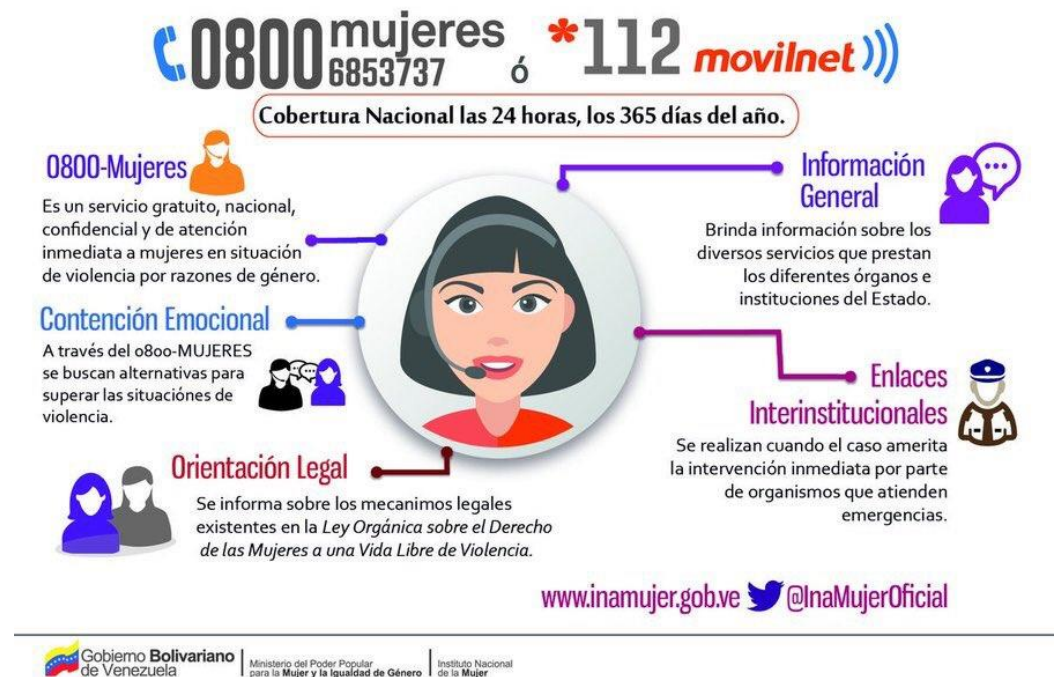 0800 mujeres
6853737 ó *112 movilnet
Cobertura Nacional las 24 horas, los 365 días del año.
0800-Mujeres
Es un servicio gratuito, nacional,
confidencial y de atención
inmediata a mujeres en situación
de violencia por razones de género.
Contención Emocional
A través del 0800-MUJERES
se buscan alternativas para
superar las situaciónes de
violencia.
Orientación Legal
Se informa sobre los mecanimos legales
existentes en la Ley Orgánica sobre el Derecho
de las Mujeres a una Vida Libre de Violencia.
Información
General
Brinda información sobre los
diversos servicios que prestan
los diferentes órganos e
instituciones del Estado.
Enlaces
Interinstitucionales
Se realizan cuando el caso amerita
la intervención inmediata por parte
de organismos que atienden
emergencias.
www.inamujer.gob.ve @InaMujerOficial
Gobierno Bolivariano
de Venezuela
Ministerio del Poder Popular
para la Mujer y la Igualdad de Género
Instituto Nacional
de la Mujer